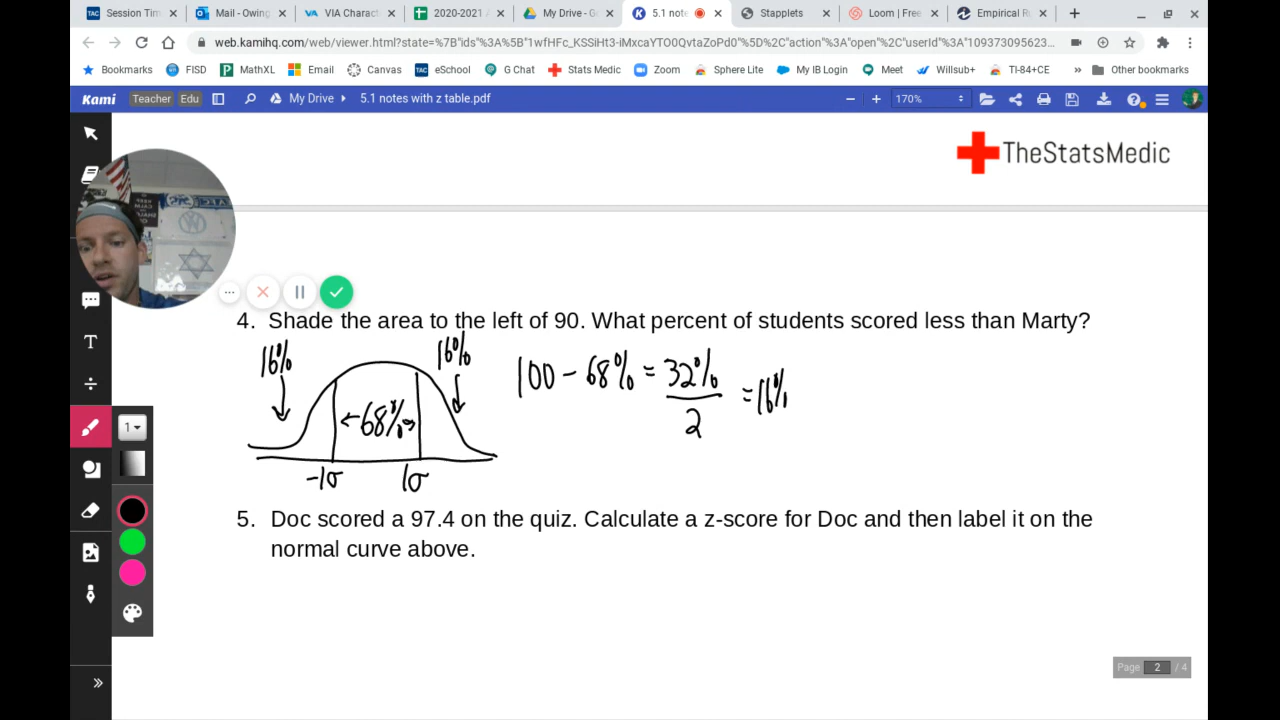 Session Tim
Mail - Owing
VIA Charact
2020-2021 A
My Drive - Go
5.1 note
Stapplets
Loom | Free
Empirical Ru
web.kamihq.com/web/viewer.html?state=%7B"ids"%3A%5B"1wfHFc_KSSiHt3-iMxcaYTO0QvtaZoPd0"%5D%2C"action"%3A"open"%2C"userId"%3A"109373095623...
Bookmarks
FISD
MathXL
Email
Canvas
eSchool
G Chat
Stats Medic
Zoom
Sphere Lite
My IB Login
Meet
Willsub+
TI-84+CE
»
Other bookmarks
Kami
Teacher
Edu
My Drive
5.1 notes with z table.pdf
170%
TheStatsMedic
4. Shade the area to the left of 90. What percent of students scored less than Marty?
16%
16%
100 - 68% = 32% / 2 = 16%
68%
-1σ
1σ
5. Doc scored a 97.4 on the quiz. Calculate a z-score for Doc and then label it on the
normal curve above.
T
1
Page 2 / 4